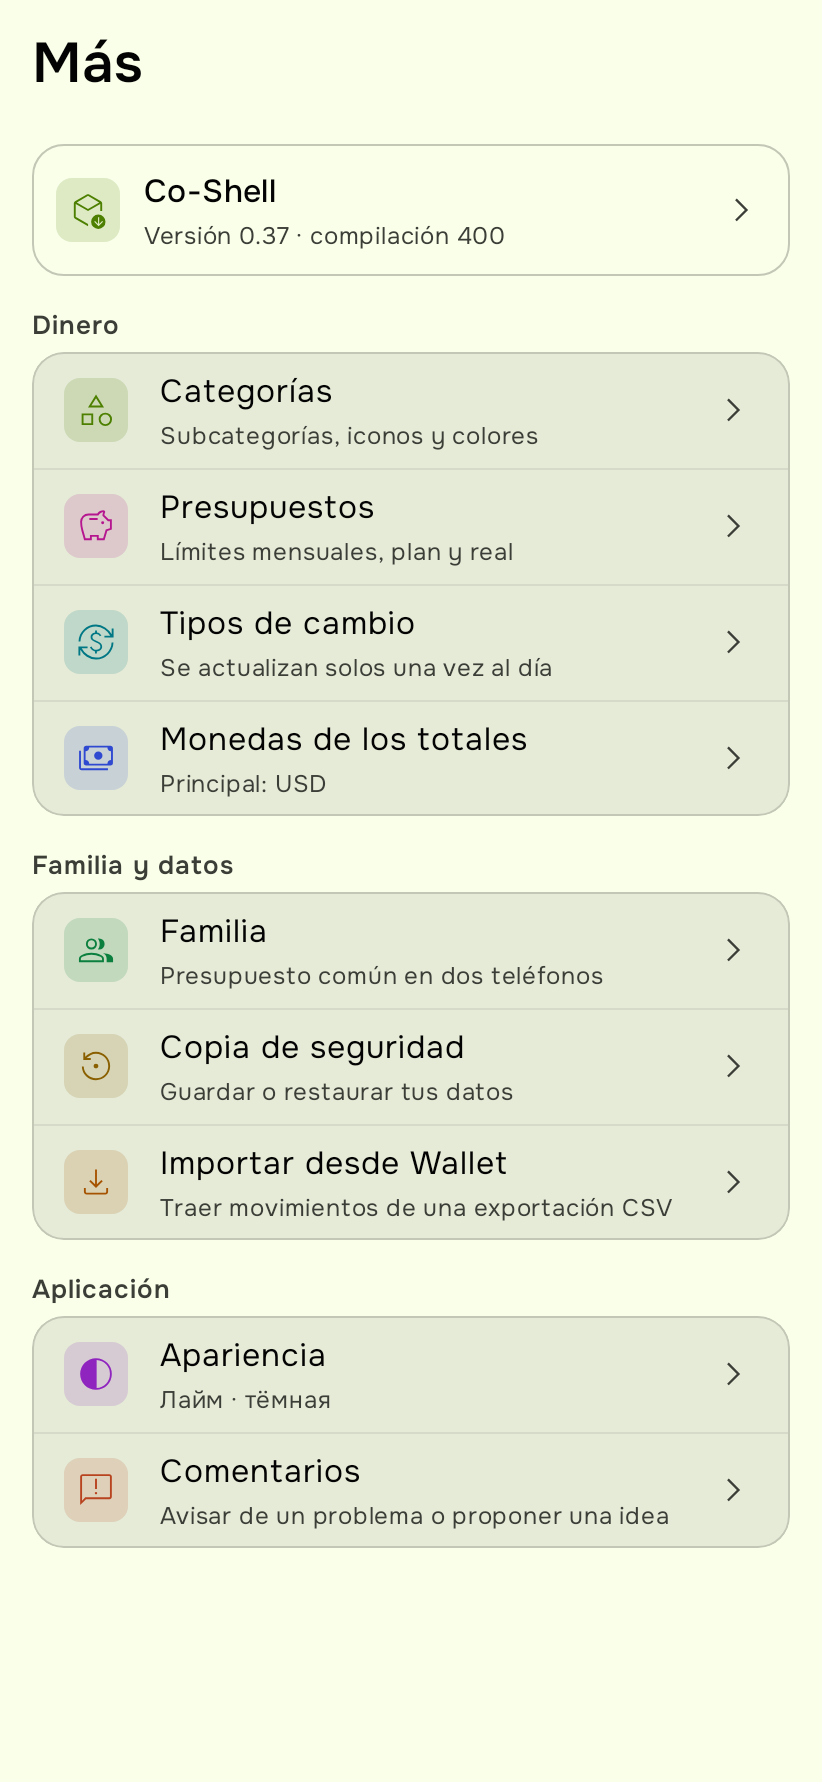 Más
Co-Shell
Versión 0.37 · compilación 400
Dinero
Categorías
Subcategorías, iconos y colores
Presupuestos
Límites mensuales, plan y real
Tipos de cambio
Se actualizan solos una vez al día
Monedas de los totales
Principal: USD
Familia y datos
Familia
Presupuesto común en dos teléfonos
Copia de seguridad
Guardar o restaurar tus datos
Importar desde Wallet
Traer movimientos de una exportación CSV
Aplicación
Apariencia
Лайм · тёмная
Comentarios
Avisar de un problema o proponer una idea